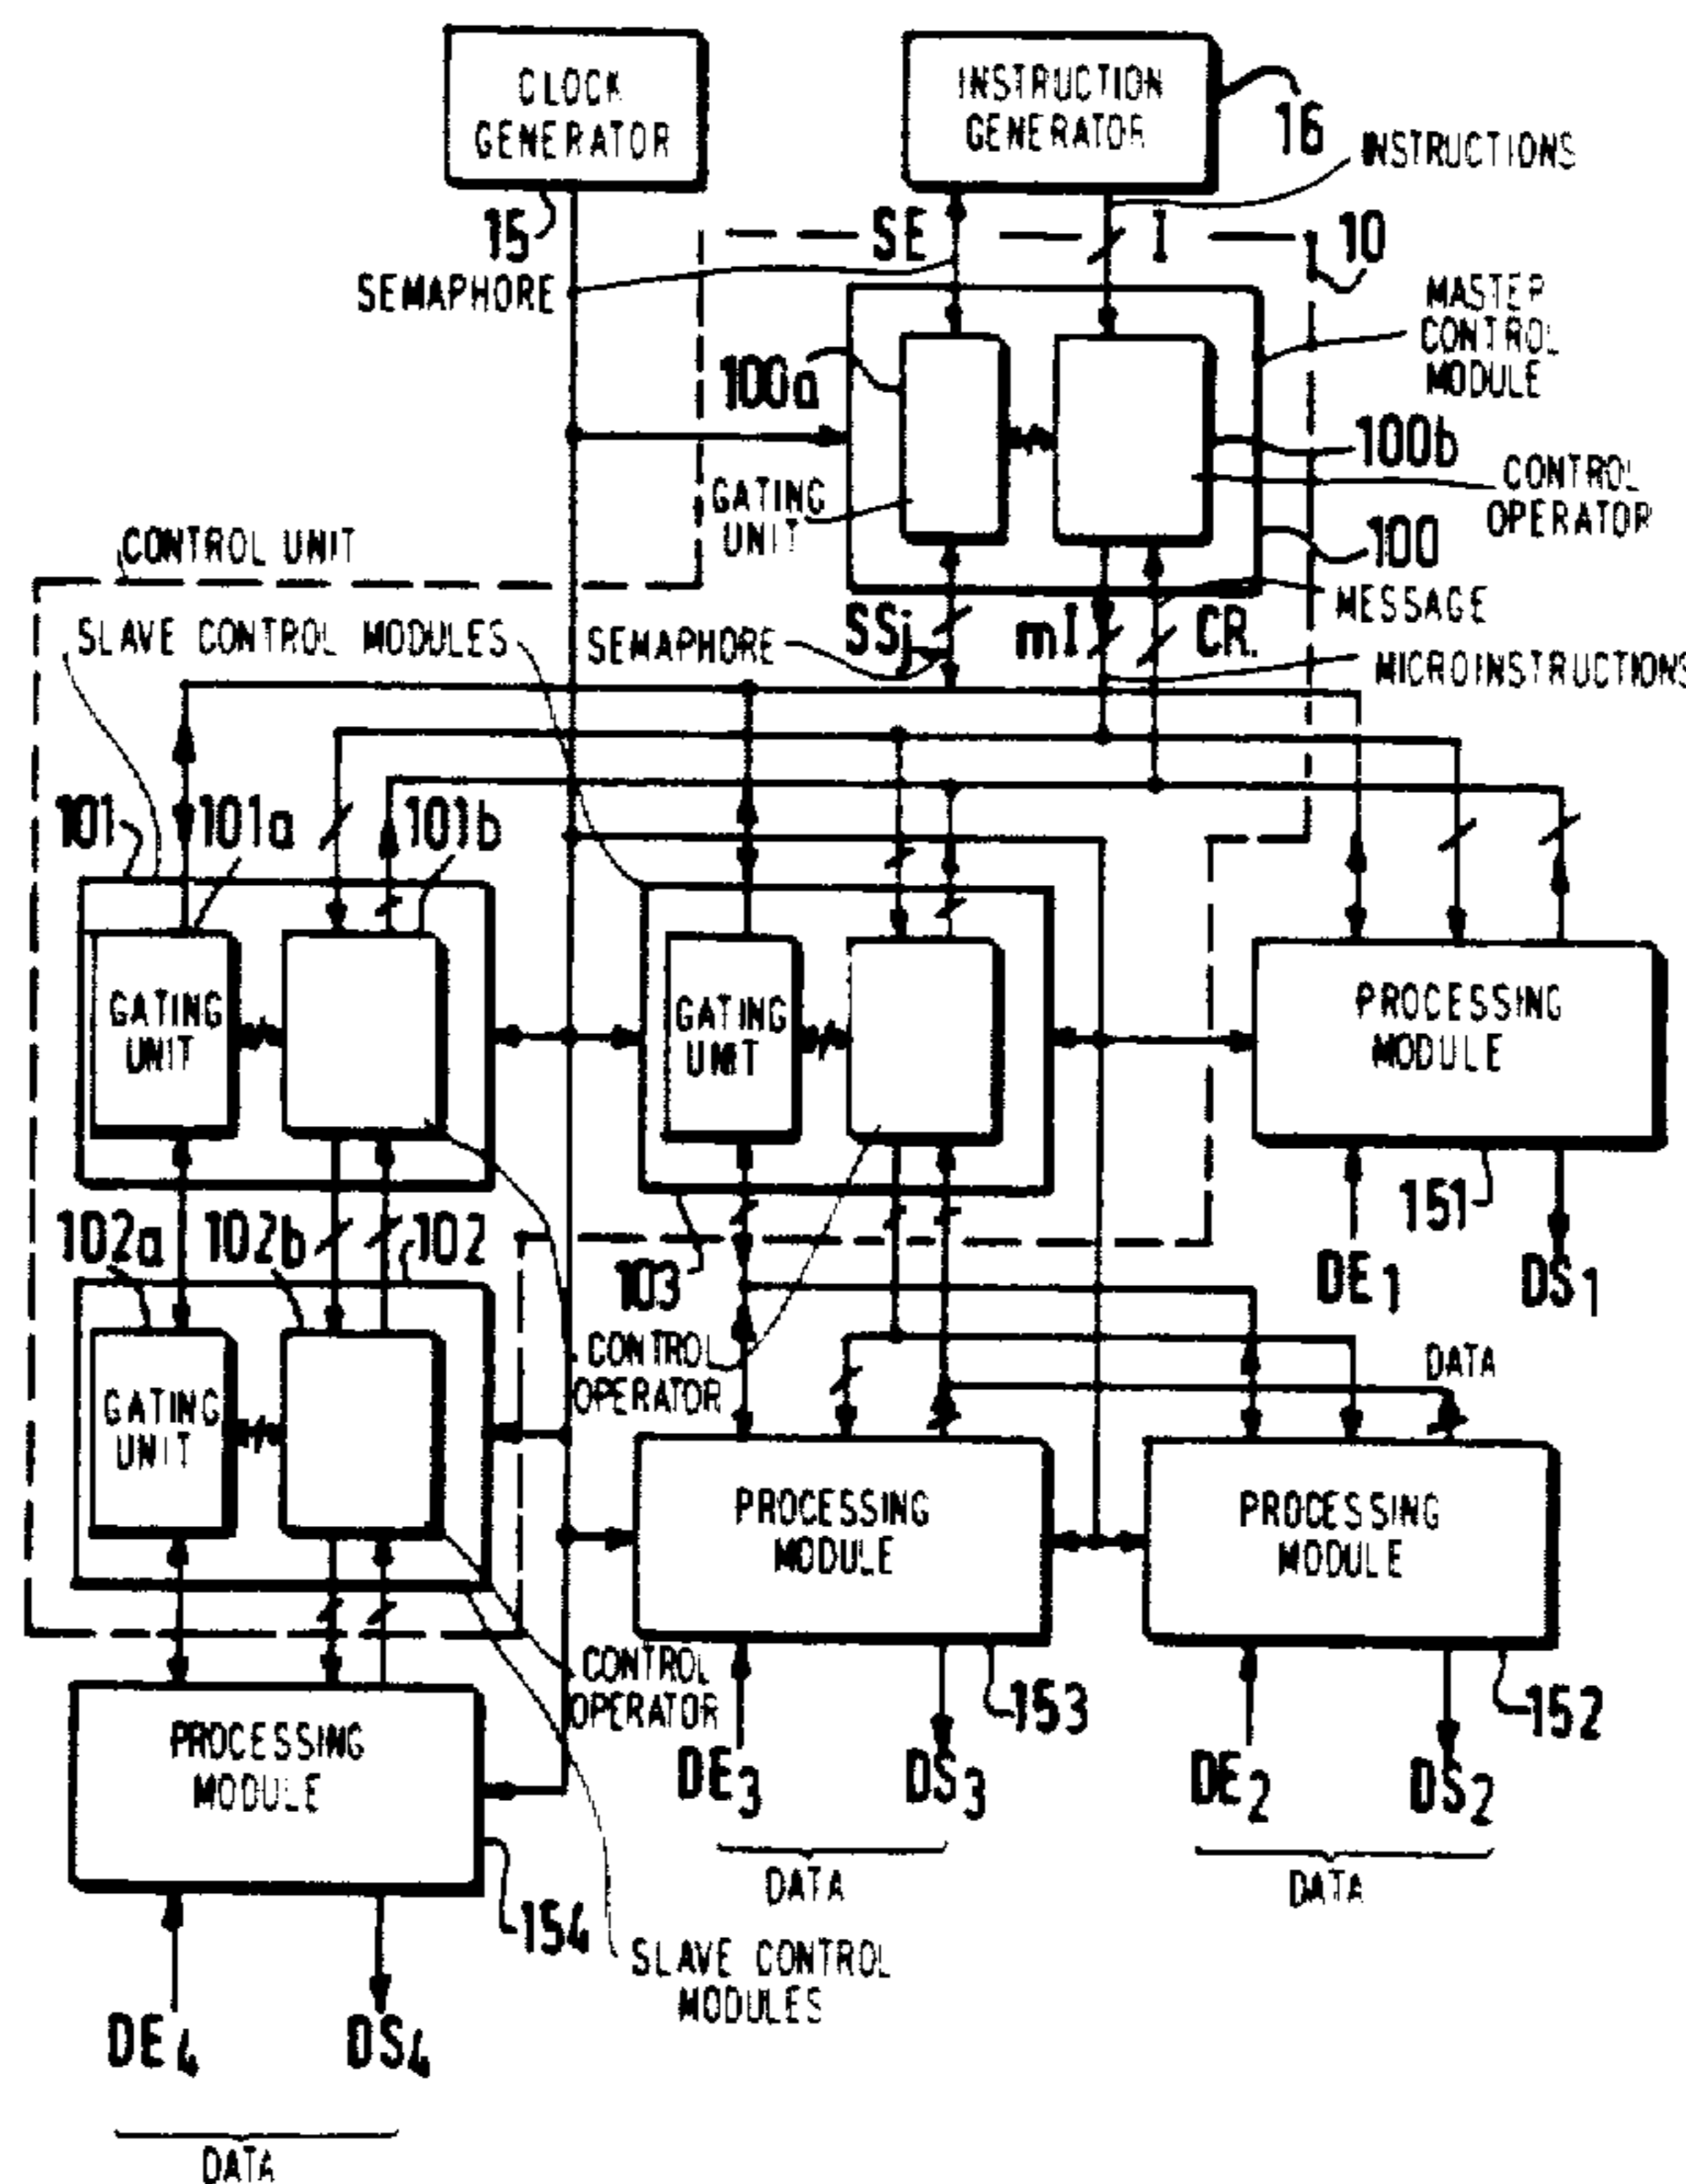 CLOCK
GENERATOR
INSTRUCTION
GENERATOR
16
INSTRUCTIONS
15
SE
I
10
SEMAPHORE
MASTER
CONTROL
MODULE
100a
100b
GATING
UNIT
CONTROL
OPERATOR
CONTROL UNIT
100
MESSAGE
SLAVE CONTROL MODULES
SEMAPHORE
SSj
mI
CR.
MICROINSTRUCTIONS
101
101a
101b
GATING
UNIT
GATING
UNIT
PROCESSING
MODULE
151
102a
102b
102
103
DE1
DS1
CONTROL
OPERATOR
DATA
GATING
UNIT
PROCESSING
MODULE
PROCESSING
MODULE
CONTROL
OPERATOR
153
152
PROCESSING
MODULE
DE3
DS3
DE2
DS2
DATA
DATA
154
SLAVE CONTROL
MODULES
DE4
DS4
DATA